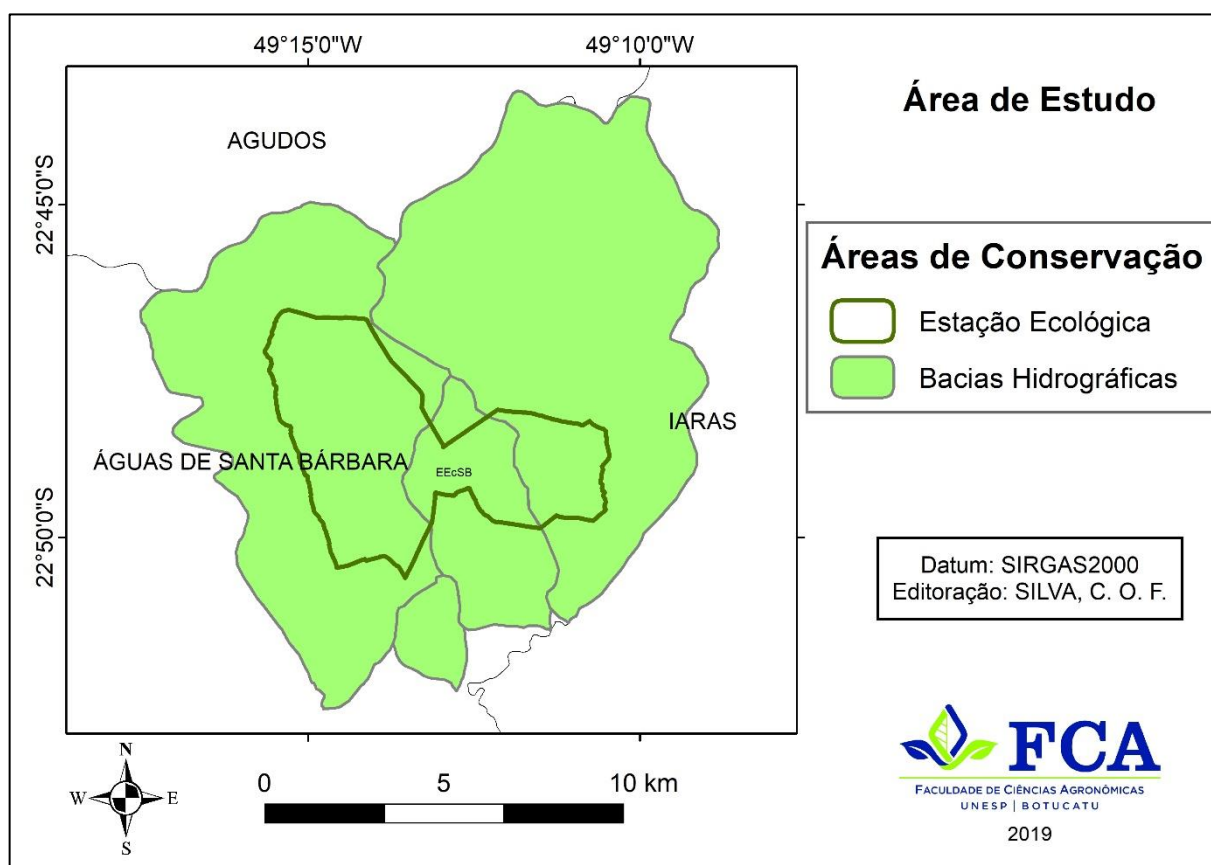 49°15'0"W
49°10'0"W
Área de Estudo
AGUDOS
22°45'0"S
Áreas de Conservação
Estação Ecológica
Bacias Hidrográficas
IARAS
ÁGUAS DE SANTA BÁRBARA
EEcSB
22°50'0"S
Datum: SIRGAS2000
Editoração: SILVA, C. O. F.
N
W
E
S
0
5
10 km
FCA
FACULDADE DE CIÊNCIAS AGRONÔMICAS
UNESP | BOTUCATU
2019